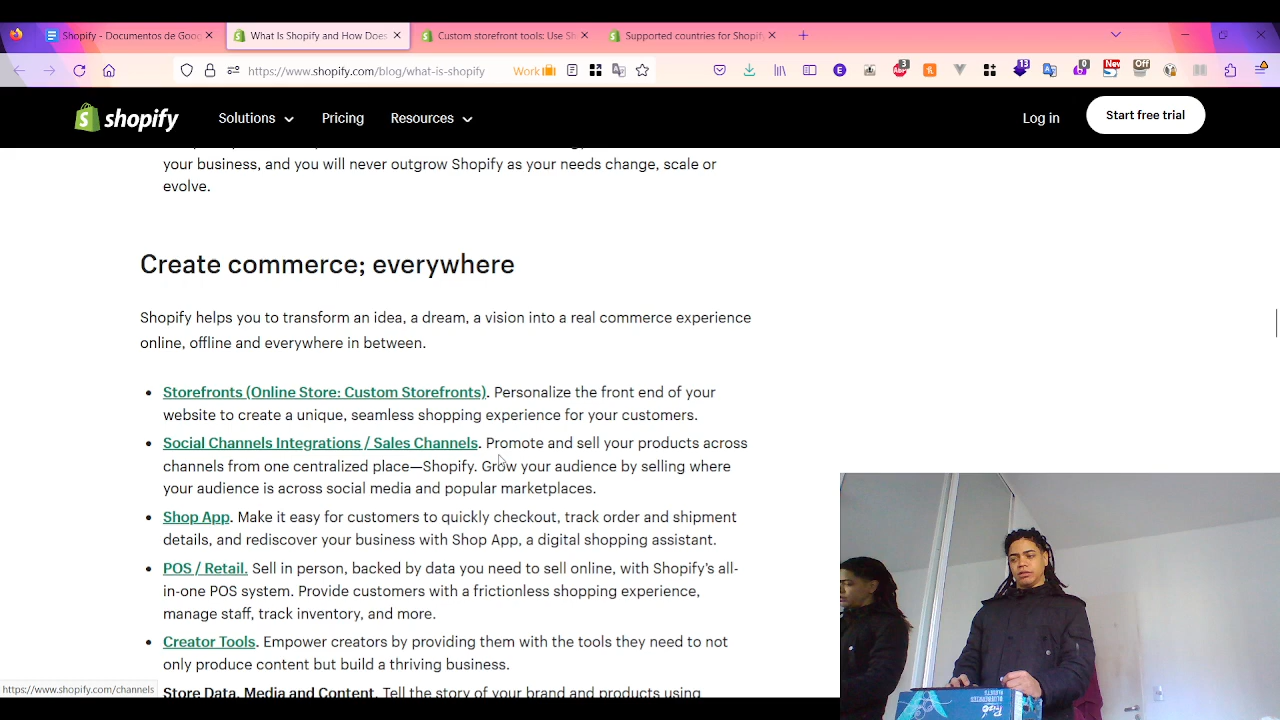 Shopify - Documentos de Goog
What Is Shopify and How Does
Custom storefront tools: Use Sh
Supported countries for Shopify
https://www.shopify.com/blog/what-is-shopify
Work
3
13
0
New
Off
shopify
Solutions
Pricing
Resources
Log in
Start free trial
your business, and you will never outgrow Shopify as your needs change, scale or
evolve.
Create commerce; everywhere
Shopify helps you to transform an idea, a dream, a vision into a real commerce experience
online, offline and everywhere in between.
• Storefronts (Online Store: Custom Storefronts). Personalize the front end of your
website to create a unique, seamless shopping experience for your customers.
• Social Channels Integrations / Sales Channels. Promote and sell your products across
channels from one centralized place—Shopify. Grow your audience by selling where
your audience is across social media and popular marketplaces.
• Shop App. Make it easy for customers to quickly checkout, track order and shipment
details, and rediscover your business with Shop App, a digital shopping assistant.
• POS / Retail. Sell in person, backed by data you need to sell online, with Shopify's all-
in-one POS system. Provide customers with a frictionless shopping experience,
manage staff, track inventory, and more.
• Creator Tools. Empower creators by providing them with the tools they need to not
only produce content but build a thriving business.
Store Data, Media and Content. Tell the story of your brand and products using
https://www.shopify.com/channels